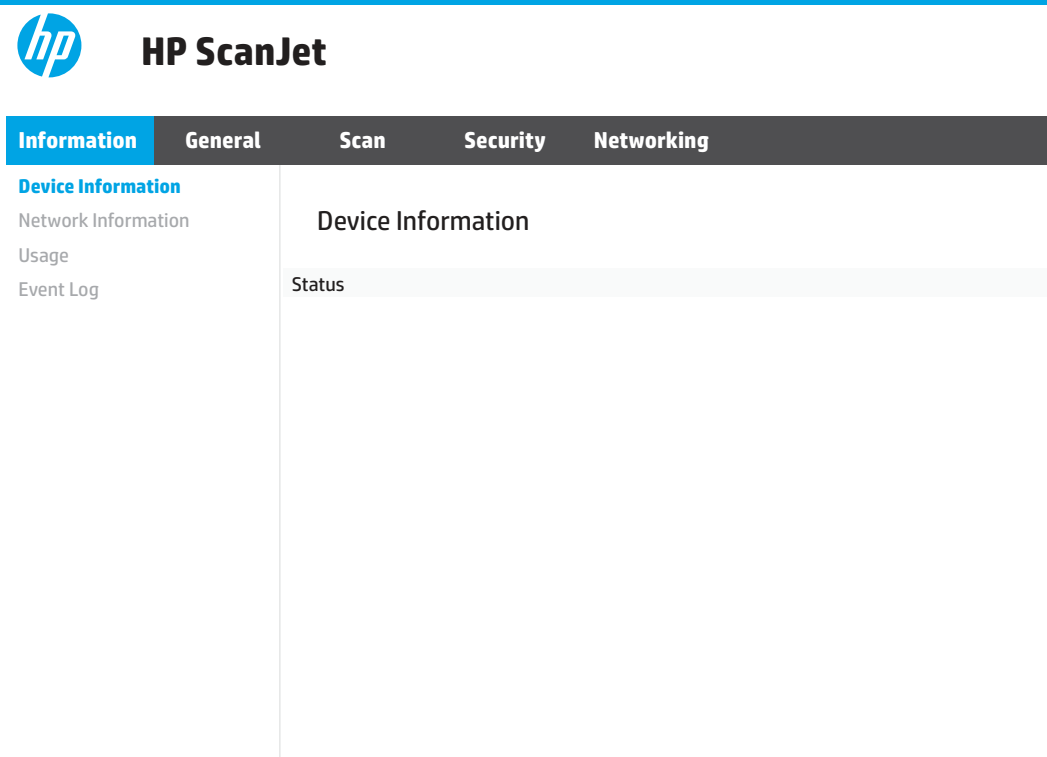 hp
HP ScanJet
Information General Scan Security Networking
Device Information
Network Information
Usage
Event Log
Device Information
Status